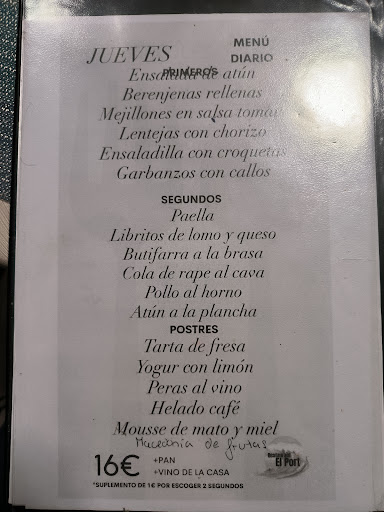 JUEVES
MENÚ
DIARIO
PRIMEROS
Ensalada de atún
Berenjenas rellenas
Mejillones en salsa tomate
Lentejas con chorizo
Ensaladilla con croquetas
Garbanzos con callos
SEGUNDOS
Paella
Libritos de lomo y queso
Butifarra a la brasa
Cola de rape al cava
Pollo al horno
Atún a la plancha
POSTRES
Tarta de fresa
Yogur con limón
Peras al vino
Helado café
Mousse de mato y miel
Macedonia de frutas
16€
+PAN
+VINO DE LA CASA
El Port
*SUPLEMENTO DE 1€ POR ESCOGER 2 SEGUNDOS